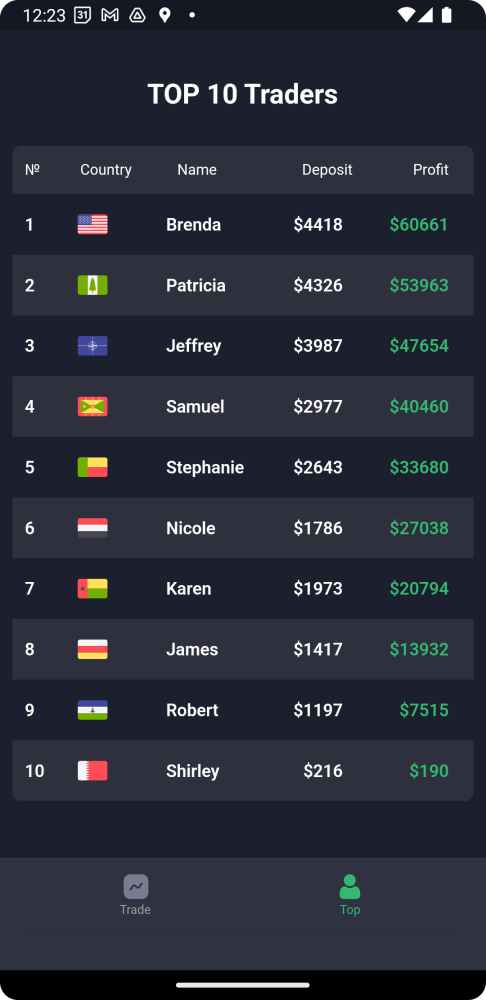 12:23 31
TOP 10 Traders
№ Country Name Deposit Profit
1 Brenda $4418 $60661
2 Patricia $4326 $53963
3 Jeffrey $3987 $47654
4 Samuel $2977 $40460
5 Stephanie $2643 $33680
6 Nicole $1786 $27038
7 Karen $1973 $20794
8 James $1417 $13932
9 Robert $1197 $7515
10 Shirley $216 $190
Trade Top